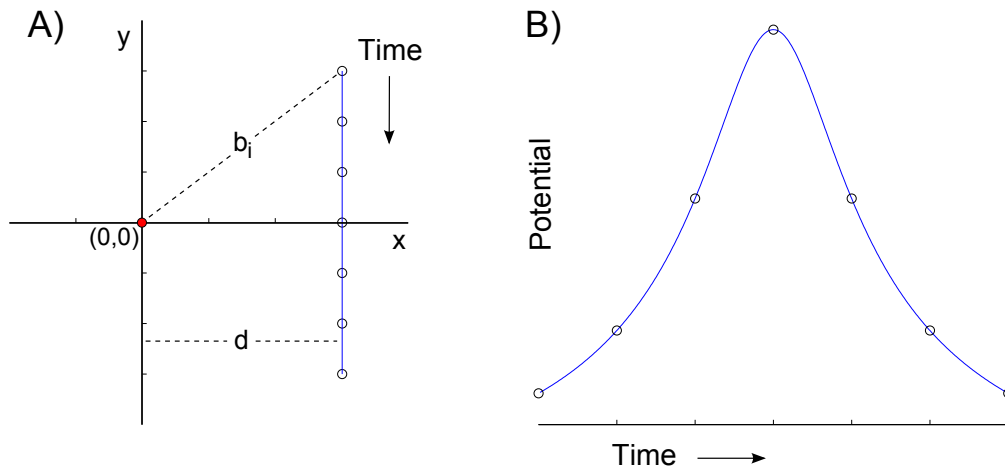 A)
y
Time
b_i
(0,0)
x
d
B)
Potential
Time